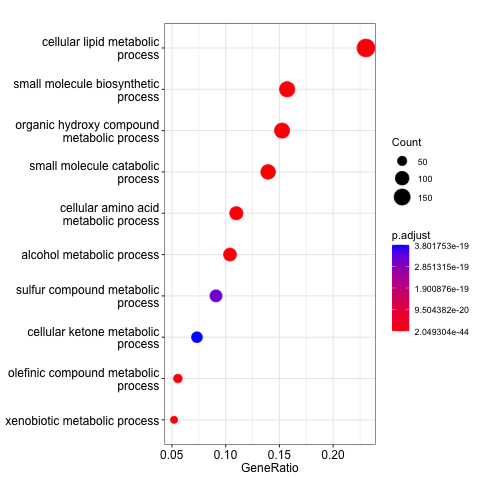 cellular lipid metabolic
process
small molecule biosynthetic
process
organic hydroxy compound
metabolic process
small molecule catabolic
process
cellular amino acid
metabolic process
alcohol metabolic process
sulfur compound metabolic
process
cellular ketone metabolic
process
olefinic compound metabolic
process
xenobiotic metabolic process
0.05 0.10 0.15 0.20
GeneRatio
Count
50
100
150
p.adjust
3.801753e-19
2.851315e-19
1.900876e-19
9.504382e-20
2.049304e-44